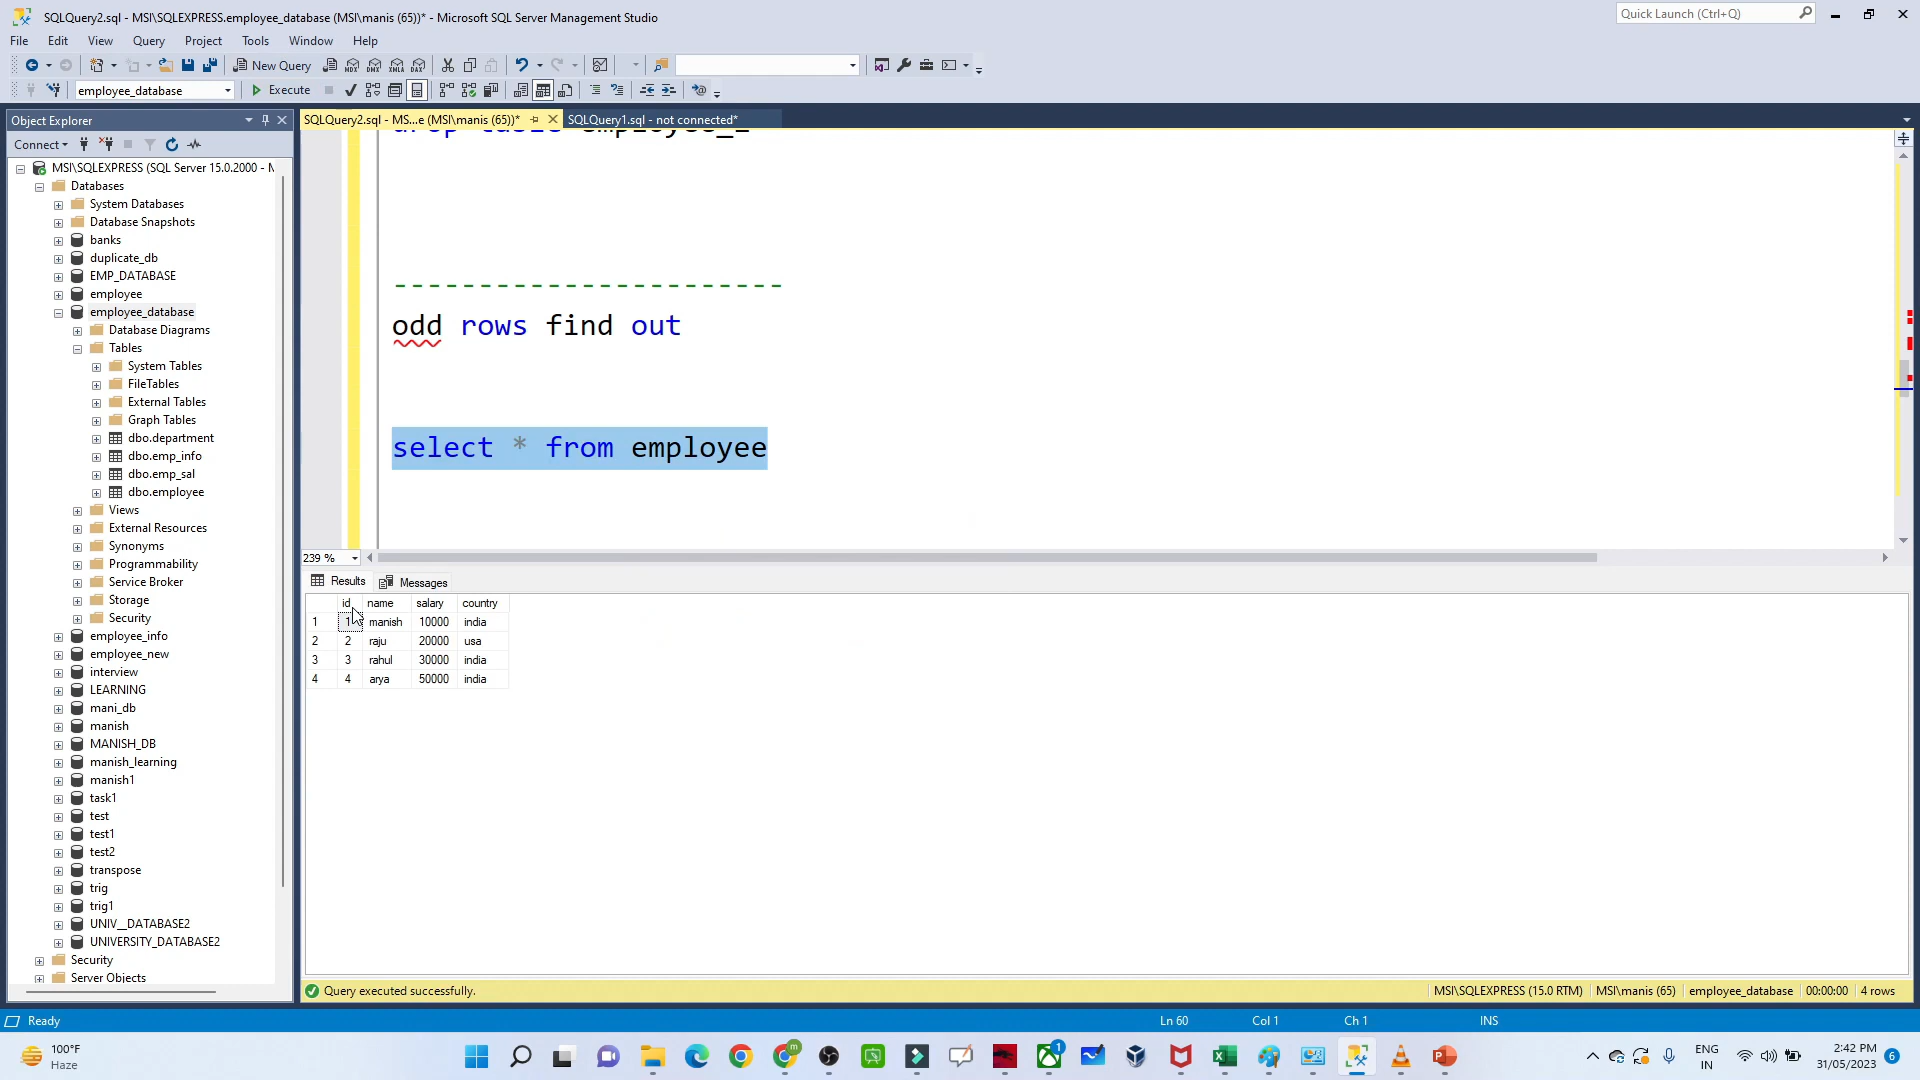 SQLQuery2.sql - MSI\SQLEXPRESS.employee_database (MSI\manis (65))* - Microsoft SQL Server Management Studio
Quick Launch (Ctrl+Q)
File Edit View Query Project Tools Window Help
New Query
employee_database Execute
Object Explorer
SQLQuery2.sql - MS...e (MSI\manis (65))* SQLQuery1.sql - not connected*
Connect
MSI\SQLEXPRESS (SQL Server 15.0.2000 -
Databases
System Databases
Database Snapshots
banks
duplicate_db
EMP_DATABASE
employee
employee_database
Database Diagrams
Tables
System Tables
FileTables
External Tables
Graph Tables
dbo.department
dbo.emp_info
dbo.emp_sal
dbo.employee
Views
External Resources
Synonyms
Programmability
Service Broker
Storage
Security
employee_info
employee_new
interview
LEARNING
mani_db
manish
MANISH_DB
manish_learning
manish1
task1
test
test1
test2
transpose
trig
trig1
UNIV__DATABASE2
UNIVERSITY_DATABASE2
Security
Server Objects
drop table
-----------------------
odd rows find out
select * from employee
239 %
Results Messages
id name salary country
1 1 manish 10000 india
2 2 raju 20000 usa
3 3 rahul 30000 india
4 4 arya 50000 india
Query executed successfully.
MSI\SQLEXPRESS (15.0 RTM) MSI\manis (65) employee_database 00:00:00 4 rows
Ready Ln 60 Col 1 Ch 1 INS
100°F
Haze
m
1
ENG
IN
2:42 PM
31/05/2023
6